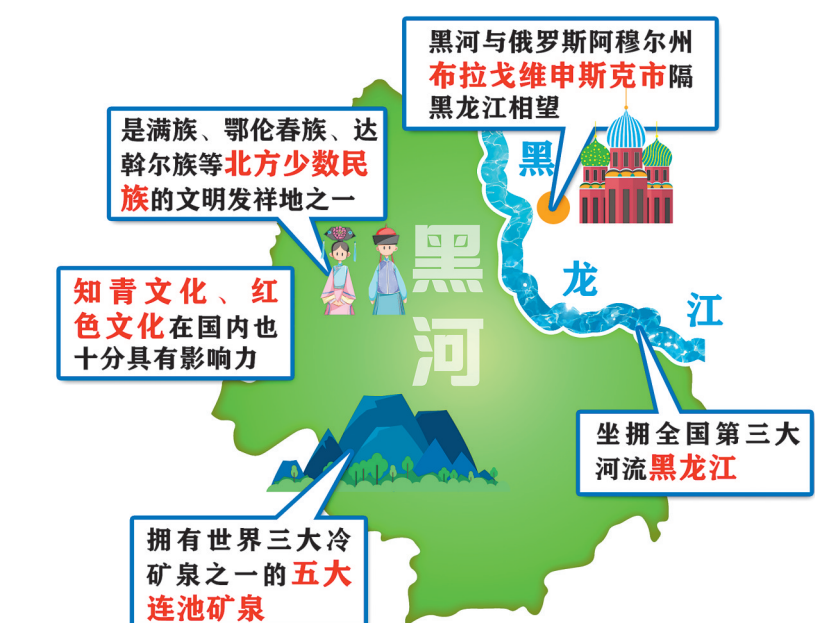 黑河与俄罗斯阿穆尔州
布拉戈维申斯克市隔
黑龙江相望
是满族、鄂伦春族、达
斡尔族等北方少数民
族的文明发祥地之一
黑
龙
江
黑
河
知青文化、红
色文化在国内也
十分具有影响力
坐拥全国第三大
河流黑龙江
拥有世界三大冷
矿泉之一的五大
连池矿泉